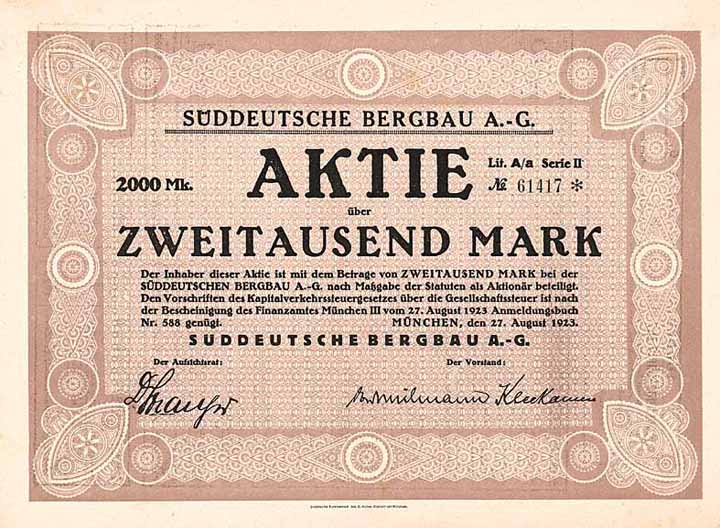 SÜDDEUTSCHE BERGBAU A.-G.
2000 Mk.
AKTIE
Lit. A/a Serie II
№ 61417 *
über
ZWEITAUSEND MARK
Der Inhaber dieser Aktie ist mit dem Betrage von ZWEITAUSEND MARK bei der
SÜDDEUTSCHEN BERGBAU A.-G. nach Maßgabe der Statuten als Aktionär beteiligt.
Den Vorschriften des Kapitalverkehrssteuergesetzes über die Gesellschaftssteuer ist nach
der Bescheinigung des Finanzamtes München III vom 27. August 1923 Anmeldungsbuch
Nr. 588 genügt.
MÜNCHEN, den 27. August 1923.
SÜDDEUTSCHE BERGBAU A.-G.
Der Aufsichtsrat:
Der Vorstand: